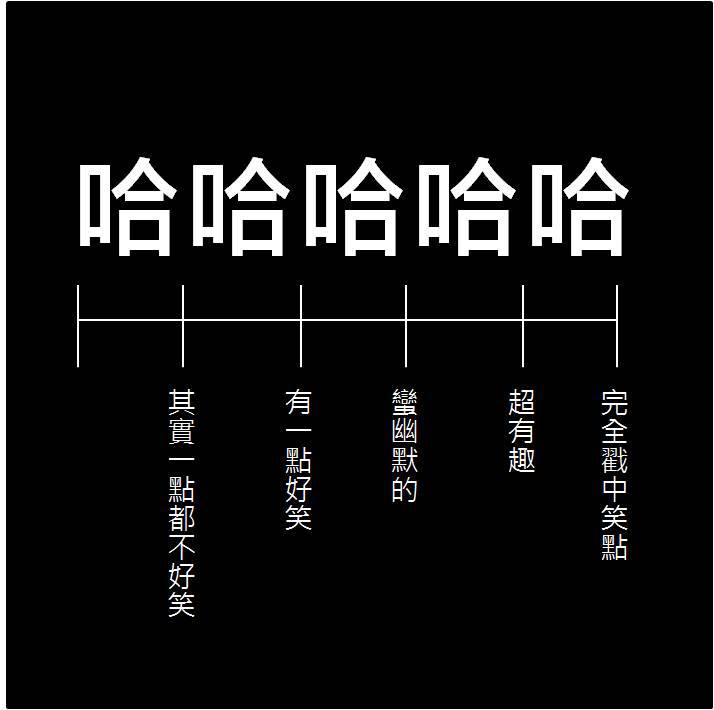 哈哈哈哈哈
其實一點都不好笑
有一點好笑
蠻幽默的
超有趣
完全戳中笑點